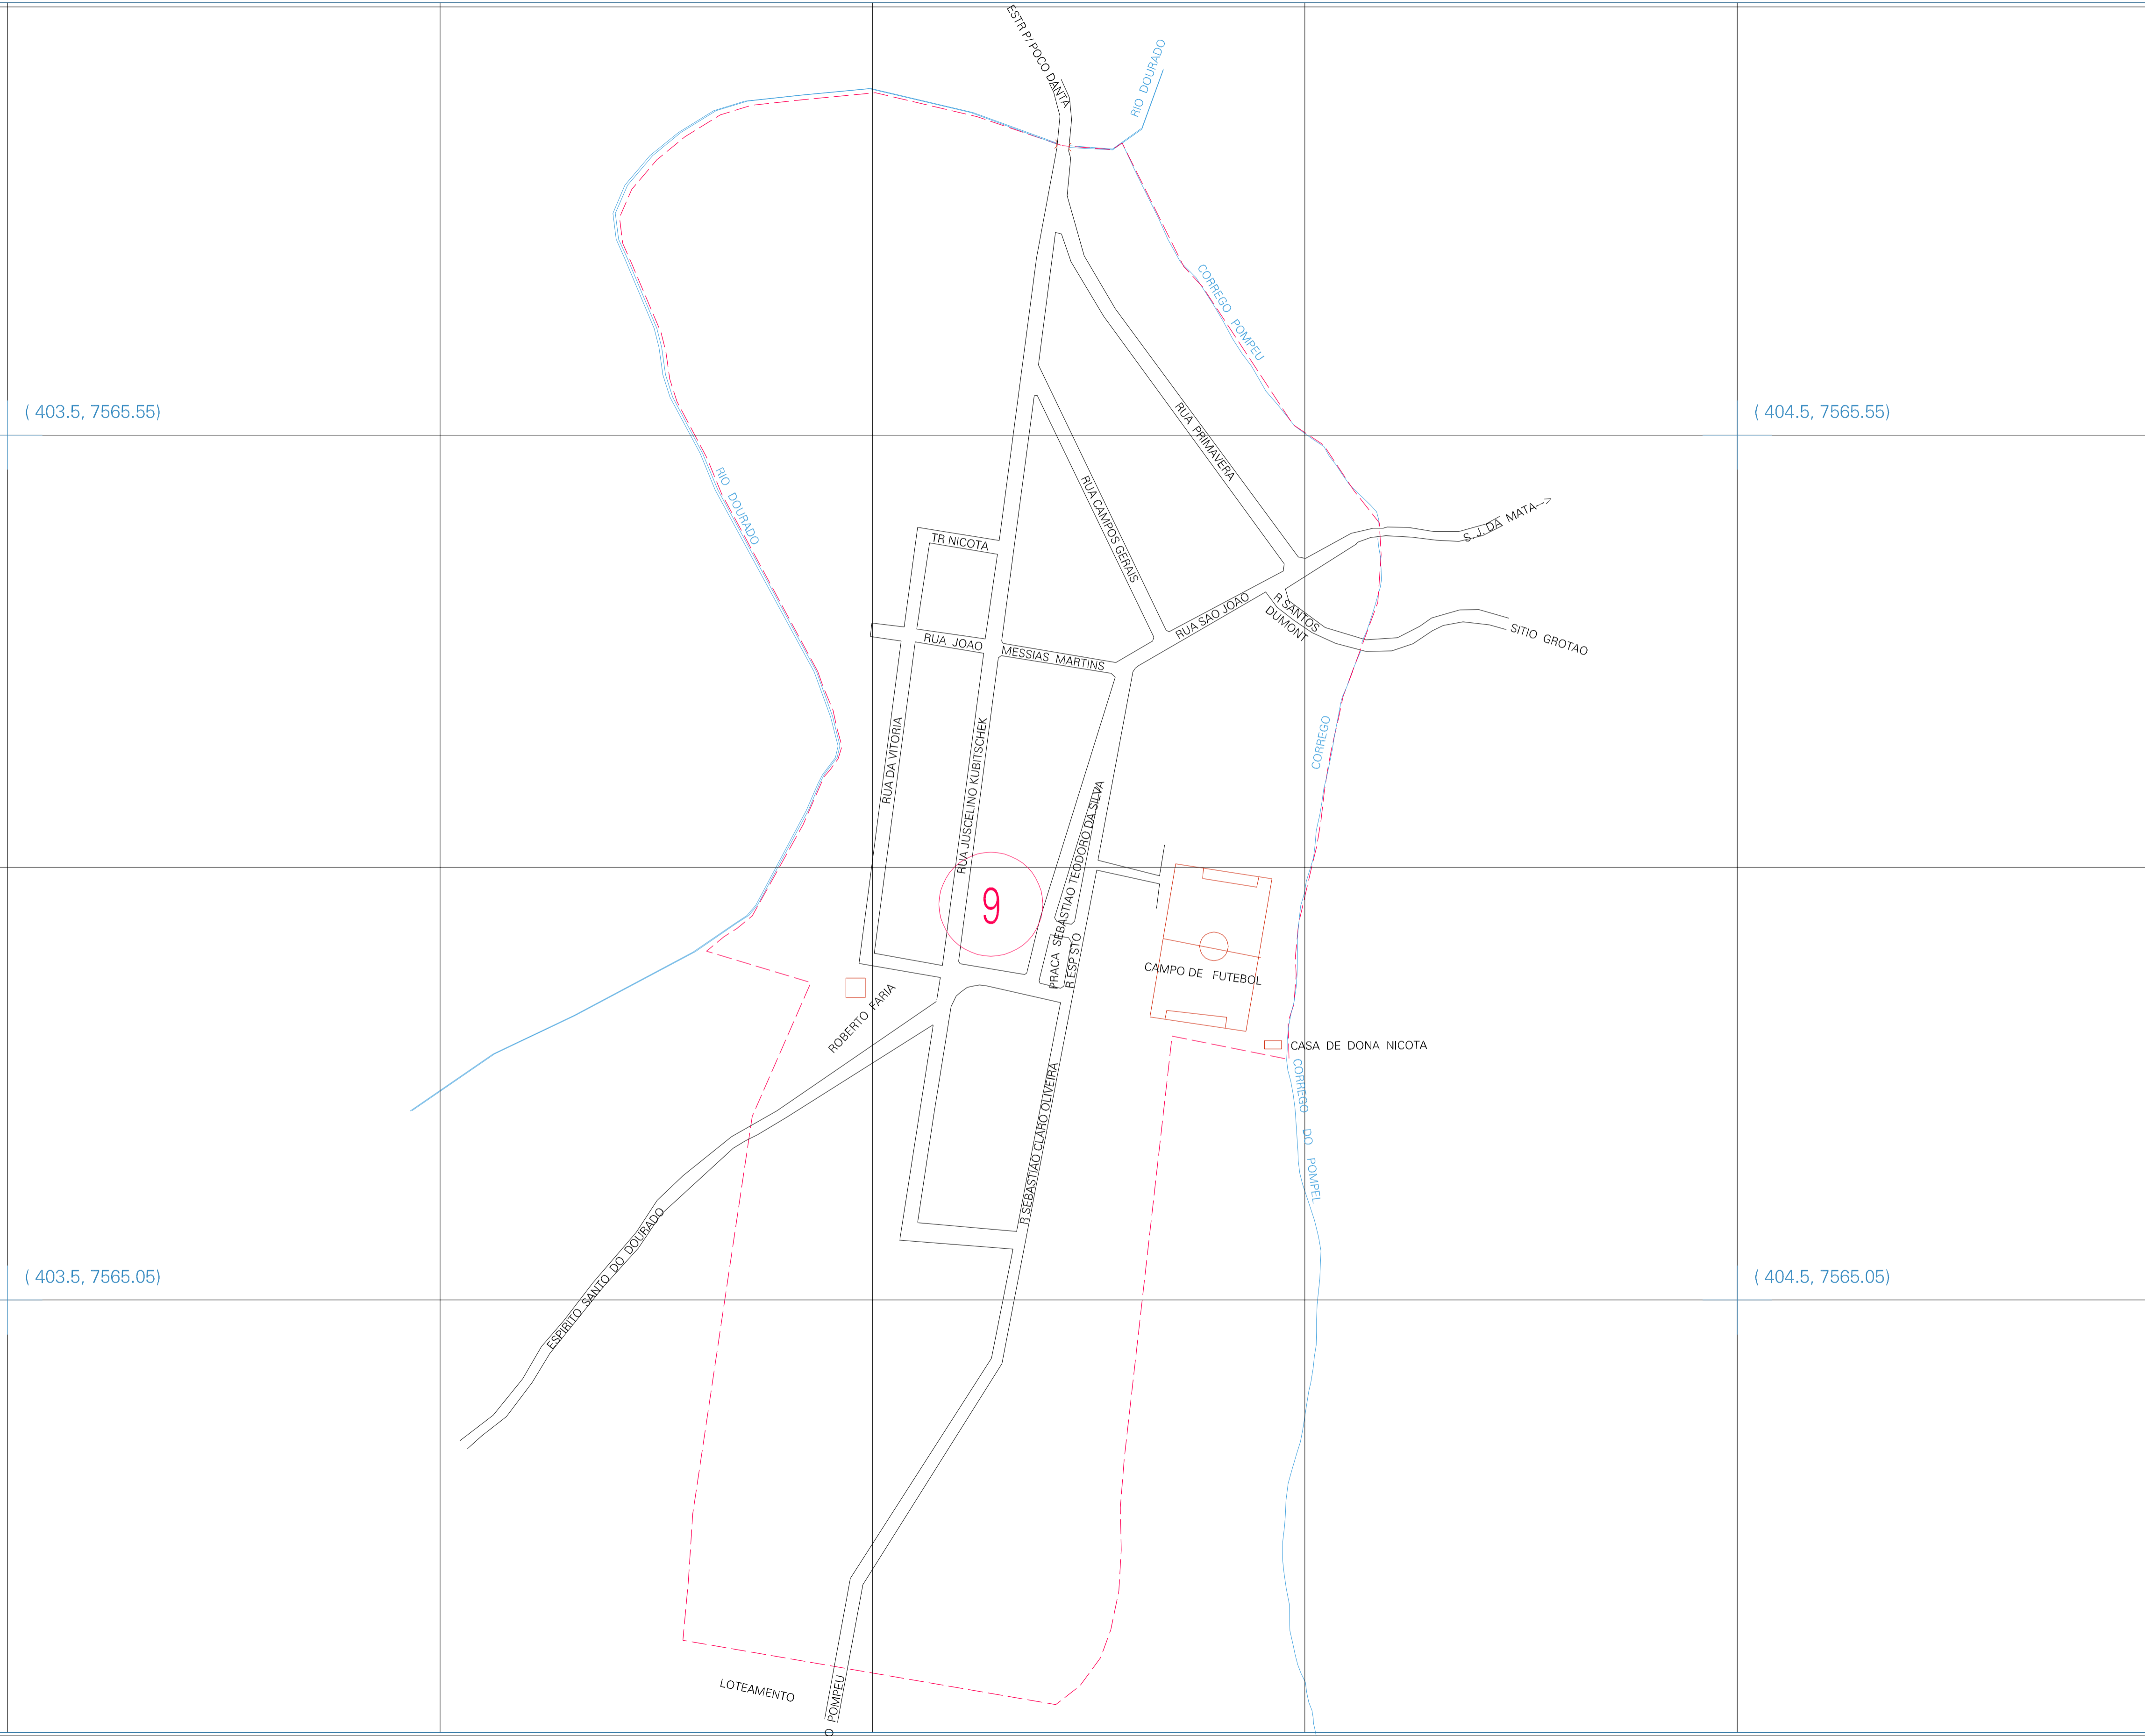 ESTR P/ POCO DANTA
RIO DOURADO
CORREGO POMPEU
( 403.5, 7565.55)
( 404.5, 7565.55)
RUA PRIMAVERA
RIO DOURADO
RUA CAMPOS GERAIS
S. J. DA MATA-->
TR NICOTA
RUA SAO JOAO
R SANTOS
DUMONT
SITIO GROTAO
RUA JOAO MESSIAS MARTINS
RUA DA VITORIA
RUA JUSCELINO KUBITSCHEK
CORREGO
PRACA SEBASTIAO TEODORO DA SILVA
9
R ESP STO
CAMPO DE FUTEBOL
ROBERTO FARIA
CASA DE DONA NICOTA
CORREGO DO POMPEL
R SEBASTIAO CLARO OLIVEIRA
ESPIRITO SANTO DO DOURADO
( 403.5, 7565.05)
( 404.5, 7565.05)
LOTEAMENTO
O POMPEU